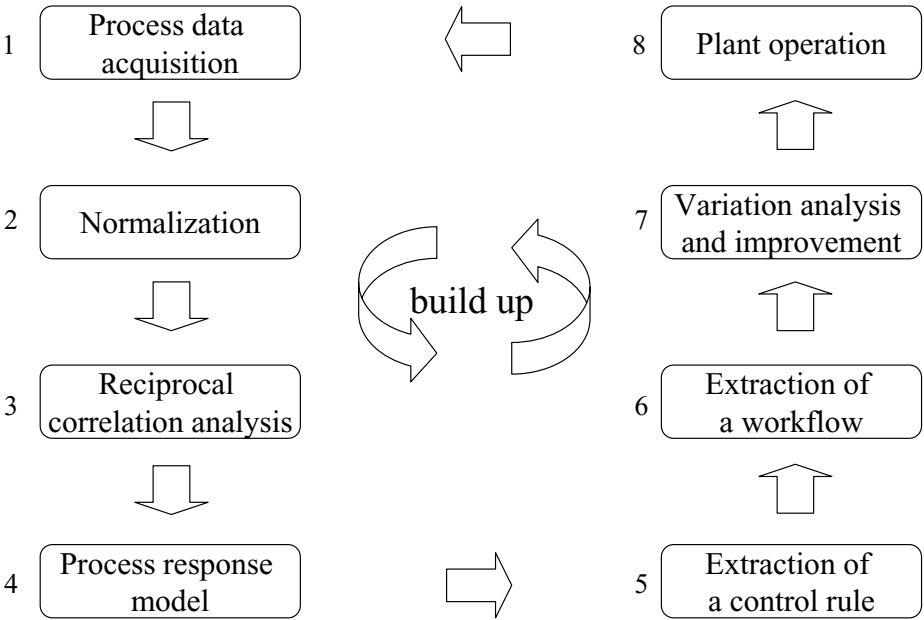 1
Process data
acquisition
2
Normalization
3
Reciprocal
correlation analysis
4
Process response
model
build up
5
Extraction of
a control rule
6
Extraction of
a workflow
7
Variation analysis
and improvement
8
Plant operation